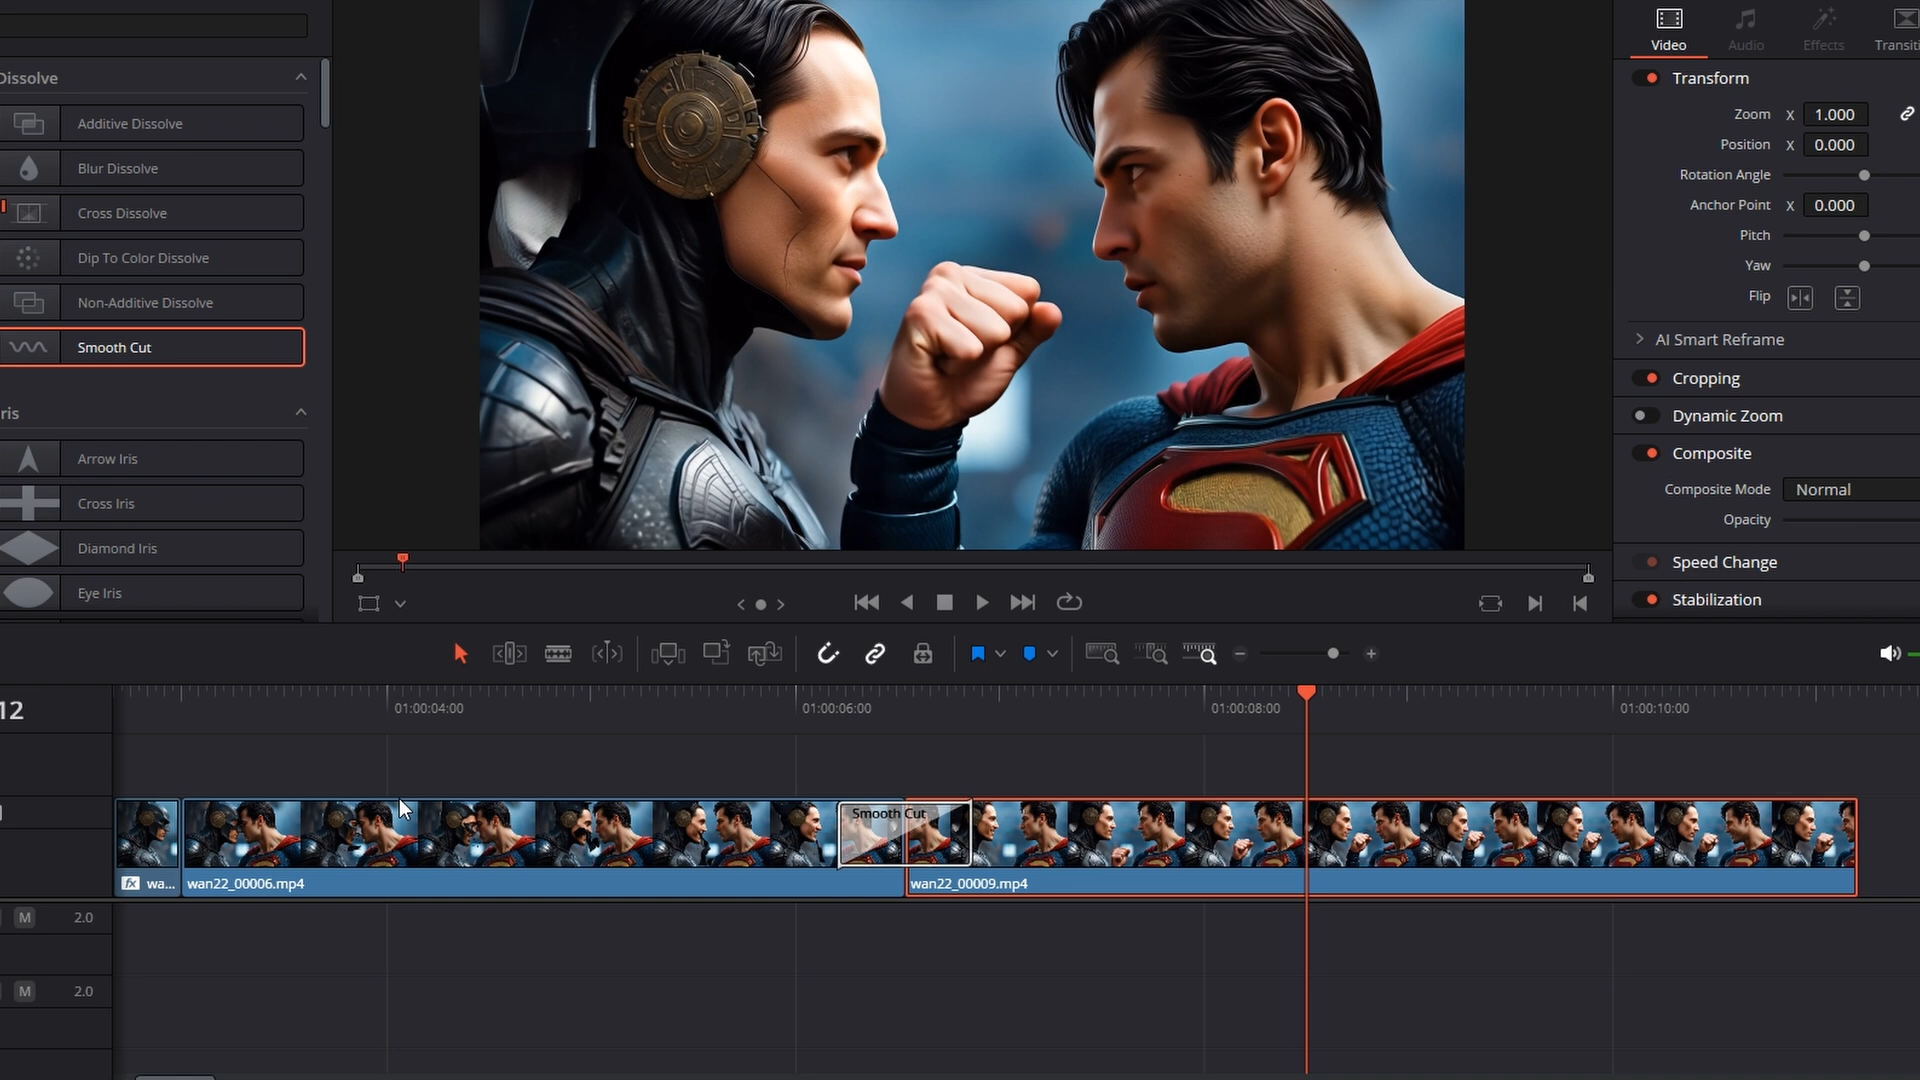 Dissolve
Additive Dissolve
Blur Dissolve
Cross Dissolve
Dip To Color Dissolve
Non-Additive Dissolve
Smooth Cut
ris
Arrow Iris
Cross Iris
Diamond Iris
Eye Iris
Video
Audio
Effects
Transiti
Transform
Zoom X 1.000
Position X 0.000
Rotation Angle
Anchor Point X 0.000
Pitch
Yaw
Flip
AI Smart Reframe
Cropping
Dynamic Zoom
Composite
Composite Mode Normal
Opacity
Speed Change
Stabilization
12
01:00:04:00
01:00:06:00
01:00:08:00
01:00:10:00
Smooth Cut
fx wa...
wan22_00006.mp4
wan22_00009.mp4
M 2.0
M 2.0